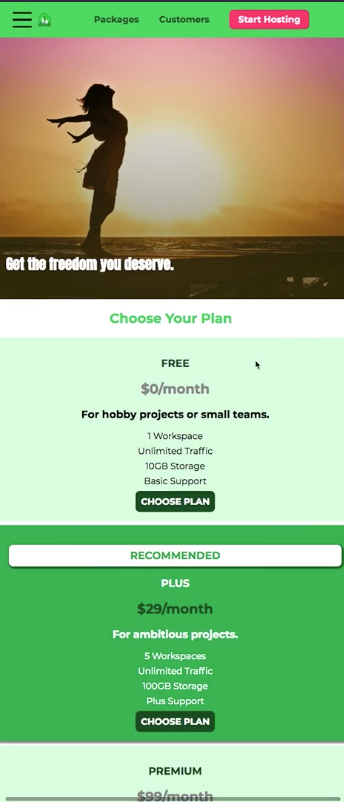 Packages Customers Start Hosting
Get the freedom you deserve.
Choose Your Plan
FREE
$0/month
For hobby projects or small teams.
1 Workspace
Unlimited Traffic
10GB Storage
Basic Support
CHOOSE PLAN
RECOMMENDED
PLUS
$29/month
For ambitious projects.
5 Workspaces
Unlimited Traffic
100GB Storage
Plus Support
CHOOSE PLAN
PREMIUM
$99/month